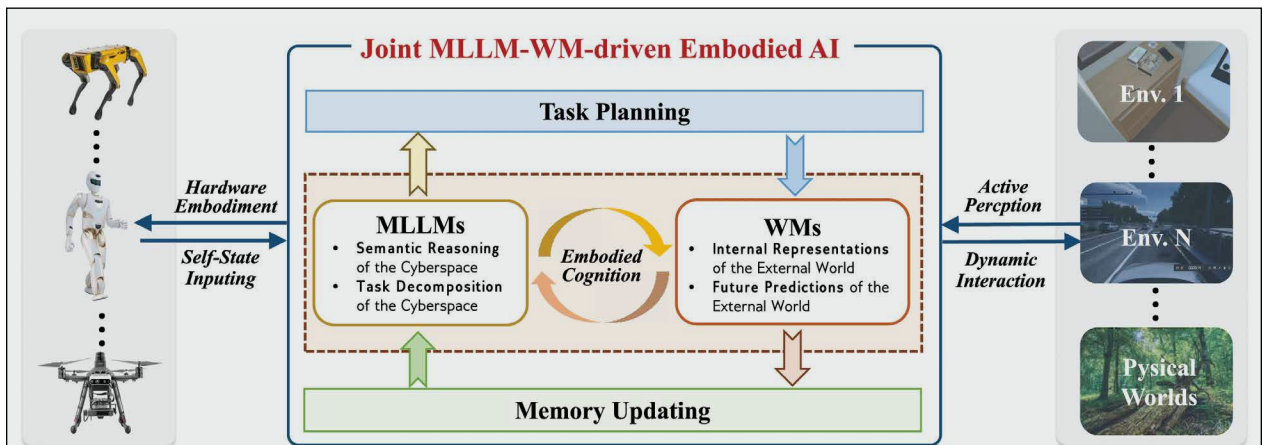 Joint MLLM-WM-driven Embodied AI
Task Planning
Hardware
Embodiment
Self-State
Inputing
MLLMs
• Semantic Reasoning
of the Cyberspace
• Task Decomposition
of the Cyberspace
Embodied
Cognition
WMs
• Internal Representations
of the External World
• Future Predictions of the
External World
Memory Updating
Active
Percption
Dynamic
Interaction
Env. 1
Env. N
Pysical
Worlds